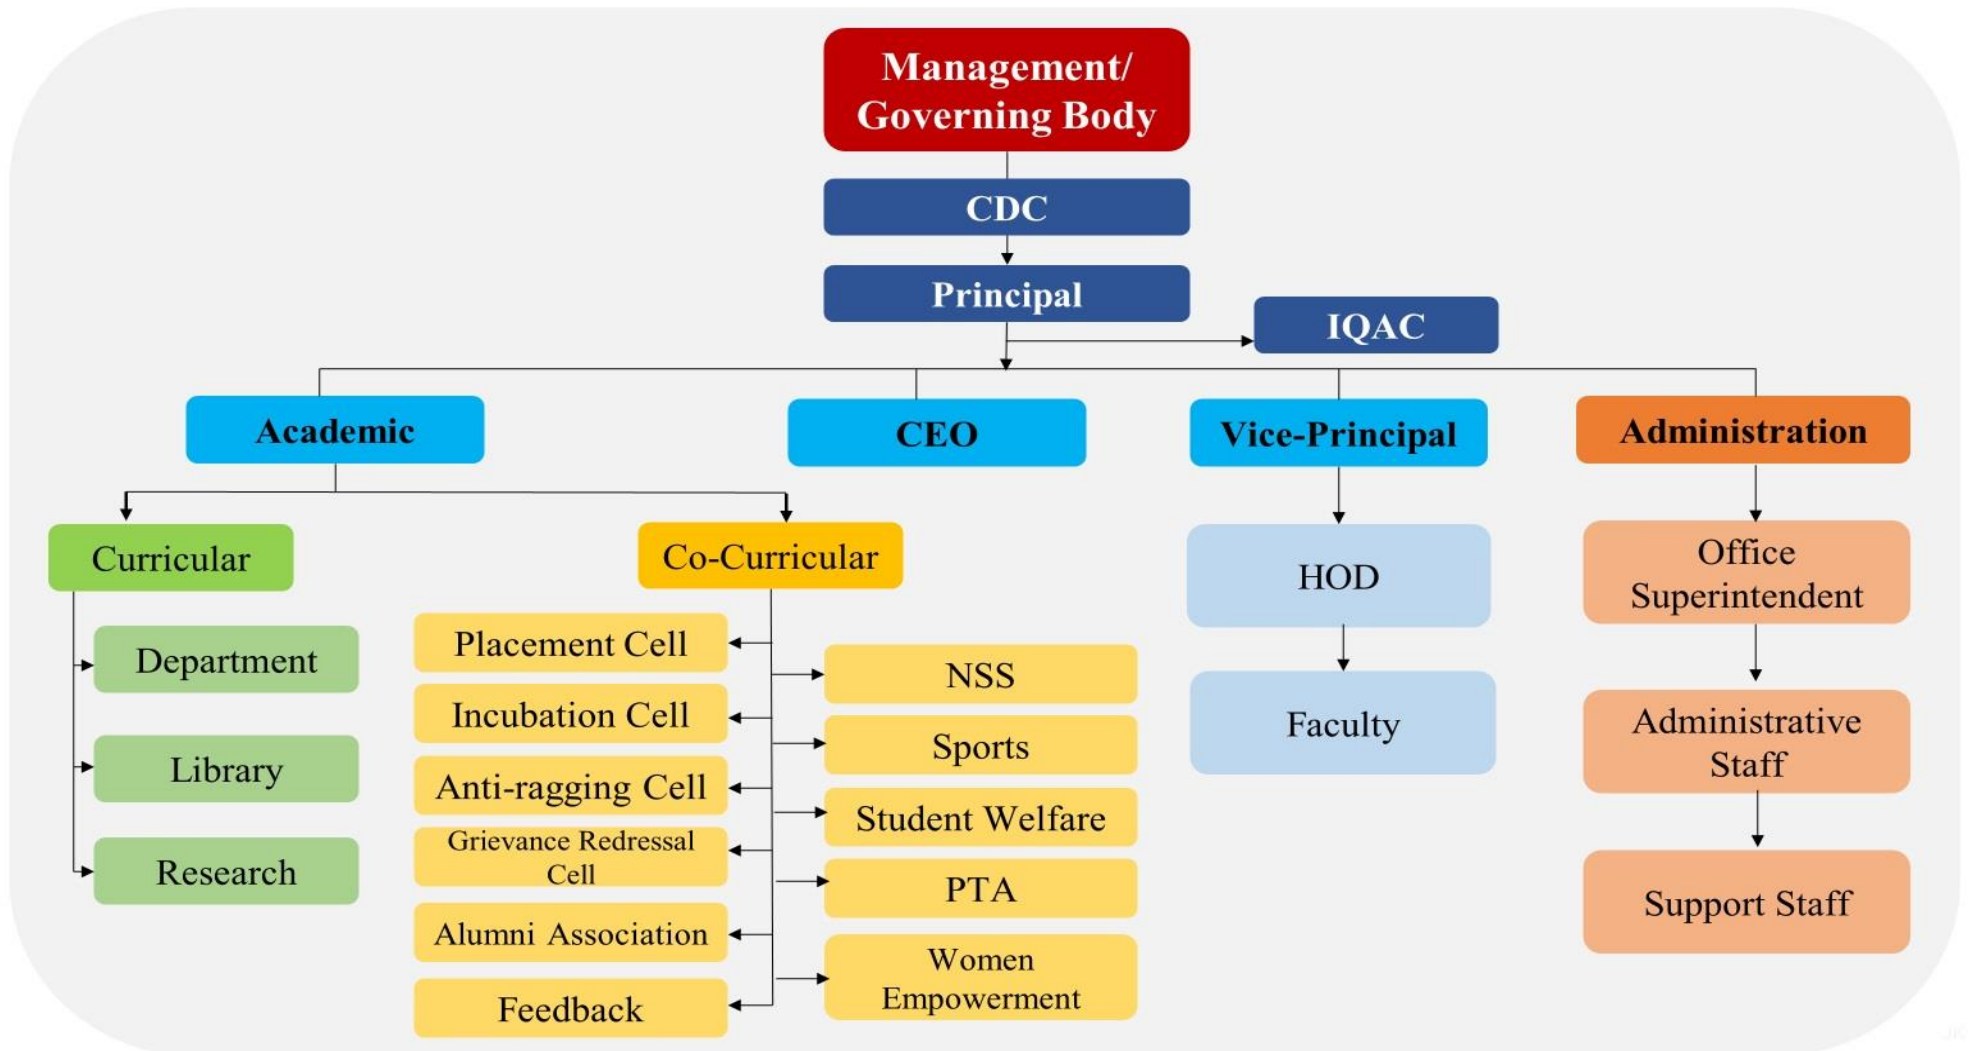 Management/
Governing Body
CDC
Principal
IQAC
Academic
CEO
Vice-Principal
Administration
Curricular
Department
Library
Research
Co-Curricular
Placement Cell
Incubation Cell
Anti-ragging Cell
Grievance Redressal
Cell
Alumni Association
Feedback
NSS
Sports
Student Welfare
PTA
Women
Empowerment
HOD
Faculty
Office
Superintendent
Administrative
Staff
Support Staff